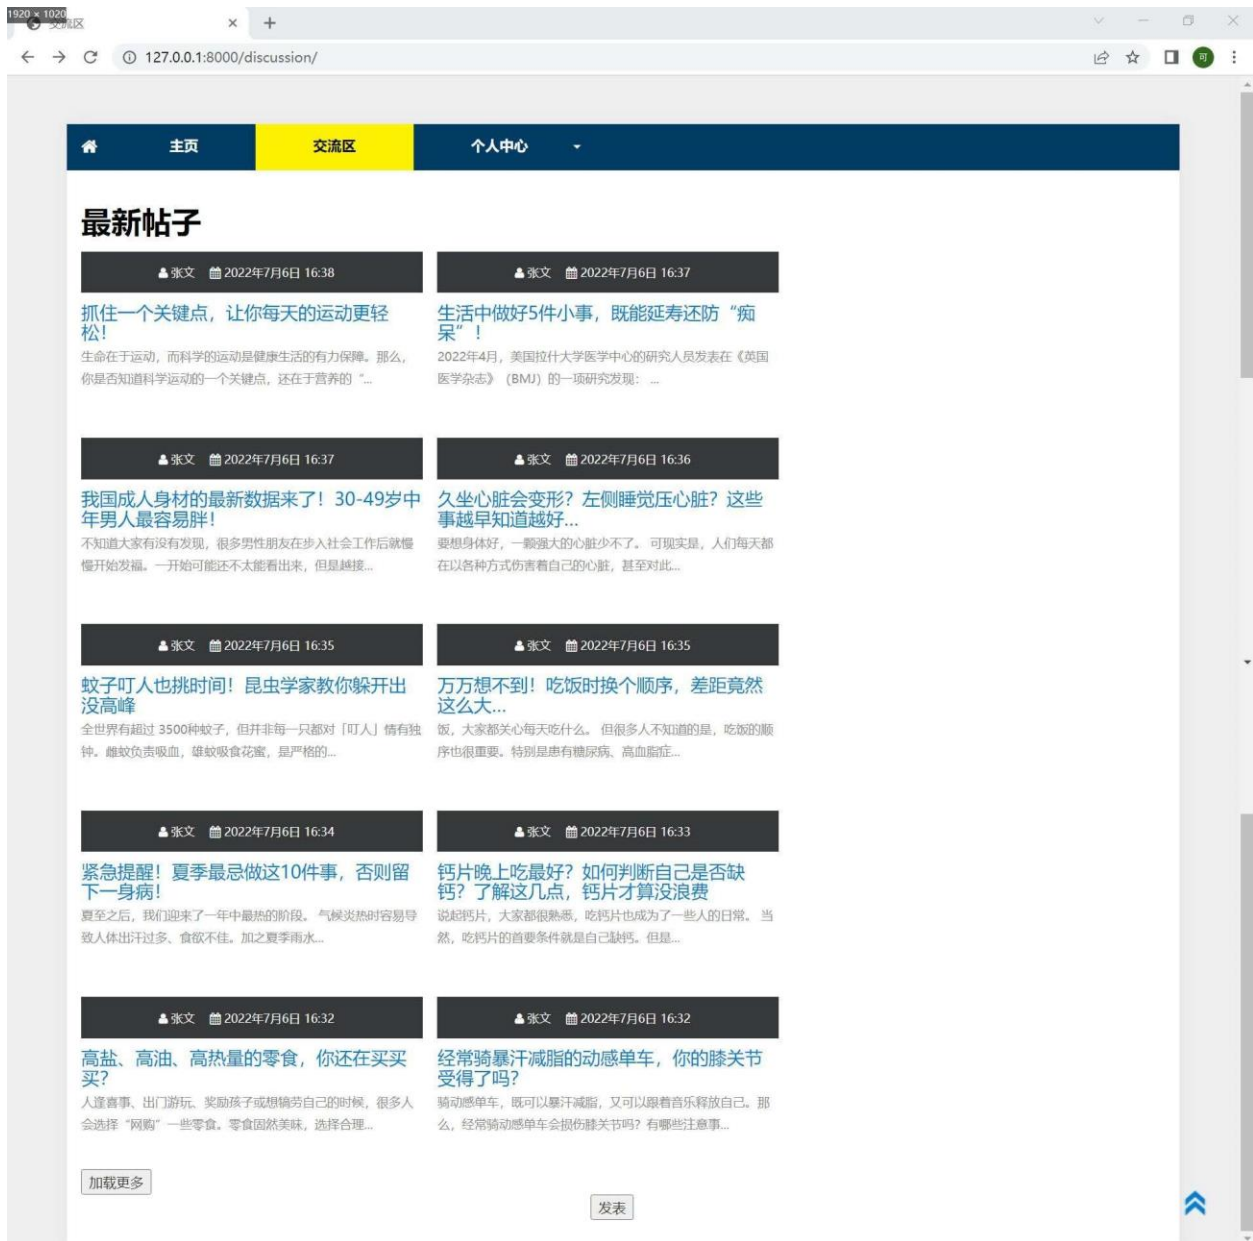 1920 × 1020
交流区
127.0.0.1:8000/discussion/
可
主页 交流区 个人中心
最新帖子
张文 2022年7月6日 16:38
抓住一个关键点，让你每天的运动更轻
松！
生命在于运动，而科学的运动是健康生活的有力保障。那么，
你是否知道科学运动的一个关键点，还在于营养的“...
张文 2022年7月6日 16:37
生活中做好5件小事，既能延寿还防“痴
呆”！
2022年4月，美国拉什大学医学中心的研究人员发表在《英国
医学杂志》（BMJ）的一项研究发现： ...
张文 2022年7月6日 16:37
我国成人身材的最新数据来了！30-49岁中
年男人最容易胖！
不知道大家有没有发现，很多男性朋友在步入社会工作后就慢
慢开始发福。一开始可能还不太能看出来，但是越接...
张文 2022年7月6日 16:36
久坐心脏会变形？左侧睡觉压心脏？这些
事越早知道越好...
要想身体好，一颗强大的心脏少不了。 可现实是，人们每天都
在以各种方式伤害着自己的心脏，甚至对此...
张文 2022年7月6日 16:35
蚊子叮人也挑时间！昆虫学家教你躲开出
没高峰
全世界有超过 3500种蚊子，但并非每一只都对「叮人」情有独
钟。雌蚊负责吸血，雄蚊吸食花蜜，是严格的...
张文 2022年7月6日 16:35
万万想不到！吃饭时换个顺序，差距竟然
这么大...
饭，大家都关心每天吃什么。 但很多人不知道的是，吃饭的顺
序也很重要。特别是患有糖尿病、高血脂症...
张文 2022年7月6日 16:34
紧急提醒！夏季最忌做这10件事，否则留
下一身病！
夏至之后，我们迎来了一年中最热的阶段。 气候炎热时容易导
致人体出汗过多、食欲不佳。加之夏季雨水...
张文 2022年7月6日 16:33
钙片晚上吃最好？如何判断自己是否缺
钙？了解这几点，钙片才算没浪费
说起钙片，大家都很熟悉，吃钙片也成为了一些人的日常。 当
然，吃钙片的首要条件就是自己缺钙。但是...
张文 2022年7月6日 16:32
高盐、高油、高热量的零食，你还在买买
买？
人逢喜事、出门游玩、奖励孩子或想犒劳自己的时候，很多人
会选择“网购”一些零食。零食固然美味，选择合理...
张文 2022年7月6日 16:32
经常骑暴汗减脂的动感单车，你的膝关节
受得了吗？
骑动感单车，既可以暴汗减脂，又可以跟着音乐释放自己。那
么，经常骑动感单车会损伤膝关节吗？有哪些注意事...
加载更多
发表